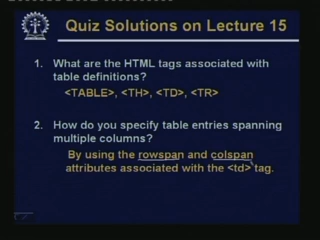 Quiz Solutions on Lecture 15
1. What are the HTML tags associated with
table definitions?
<TABLE>, <TH>, <TD>, <TR>
2. How do you specify table entries spanning
multiple columns?
By using the rowspan and colspan
attributes associated with the <td> tag.